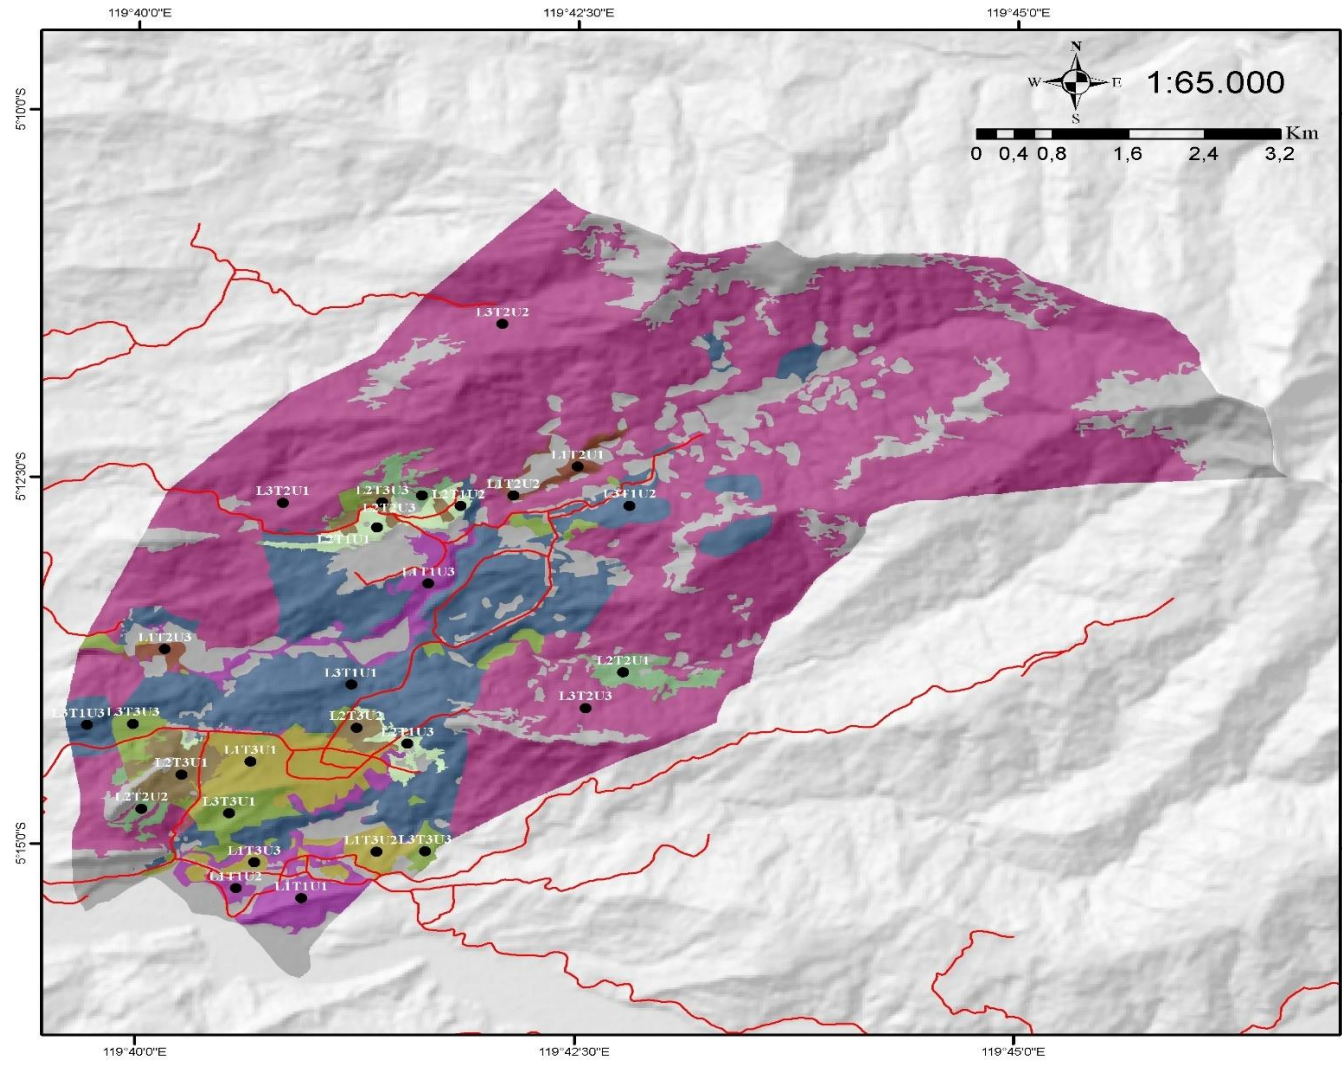 119°40'0"E 119°42'30"E 119°45'0"E
N
W E 1:65.000
S
Km
0 0,4 0,8 1,6 2,4 3,2
5°10'0"S
L3T2U2
L1T2U1
5°12'30"S
L3T2U1 L2T3U3 L2T1U2 L1T2U2 L3T1U2
L2T2U3
L2T1U1
L1T1U3
L1T2U3
L2T2U1
L3T1U1
L3T2U3
L3T1U3 L3T3U3 L2T3U2
L2T1U3
L1T3U1
L2T3U1
L2T2U2 L3T3U1
5°15'0"S
L1T3U3 L1T3U2 L3T3U3
L1T1U2 L1T1U1
119°40'0"E 119°42'30"E 119°45'0"E